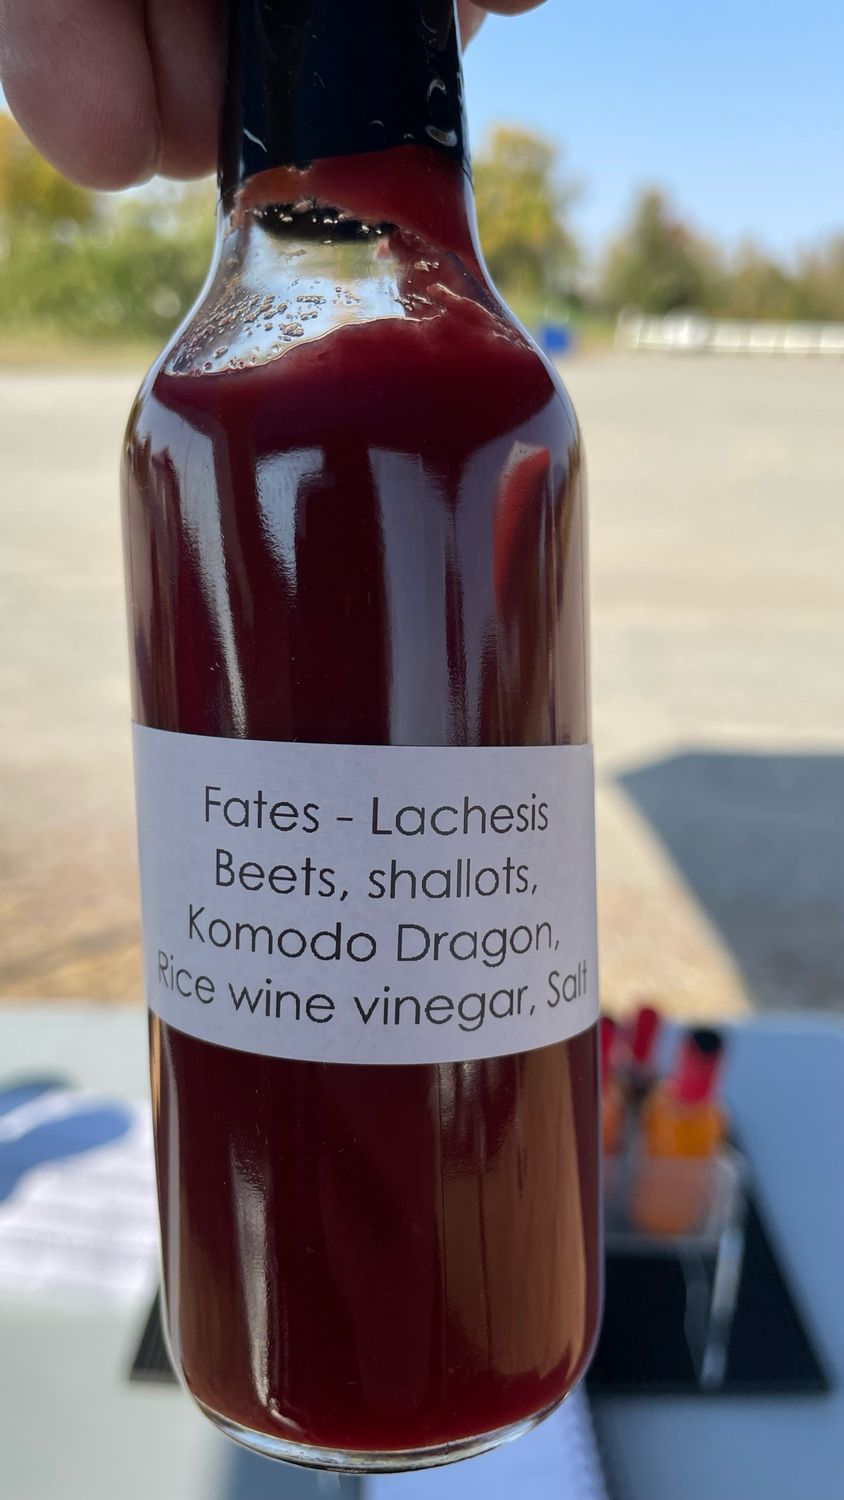 Fates - Lachesis
Beets, shallots,
Komodo Dragon,
Rice wine vinegar, Salt